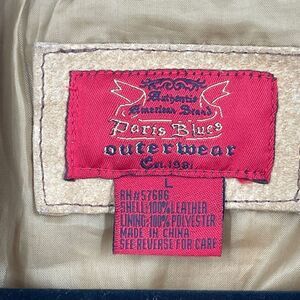 Authentic
American Brand
Paris Blues
outerwear
Est. 1981
L
RN#57686
SHELL: 100% LEATHER
LINING: 100% POLYESTER
MADE IN CHINA
SEE REVERSE FOR CARE